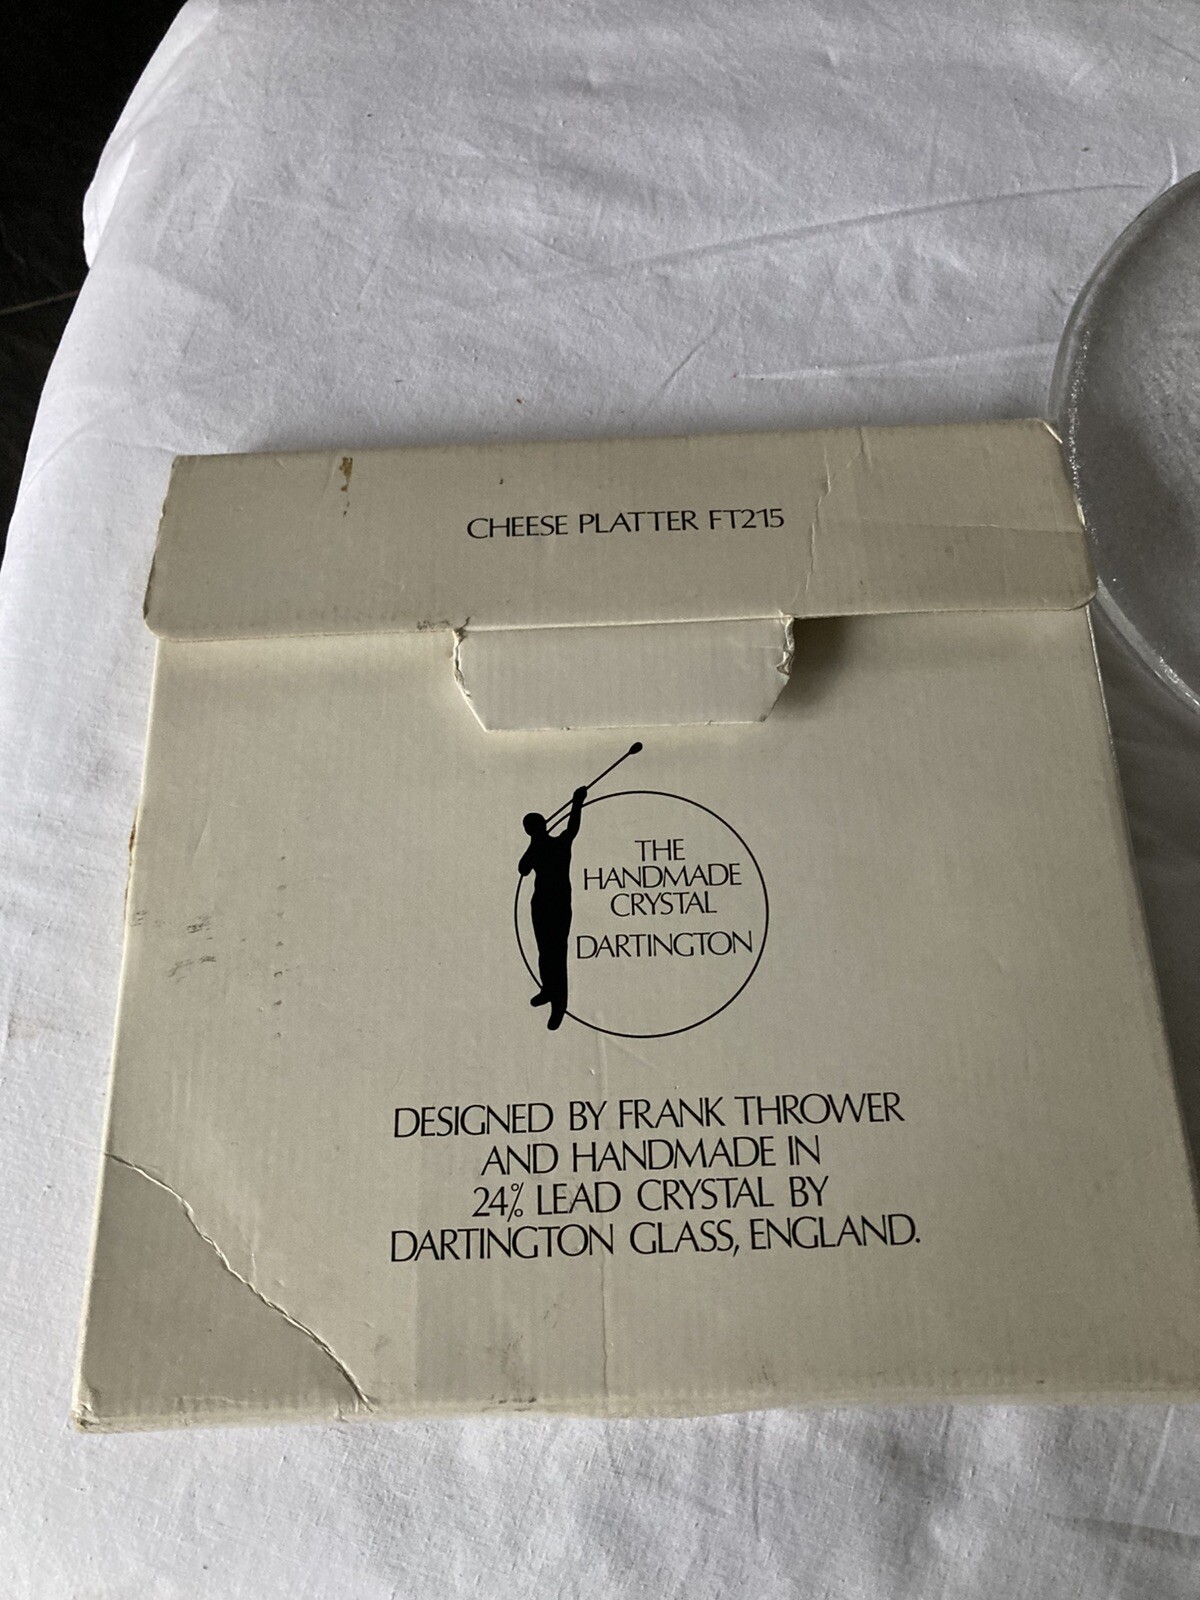 CHEESE PLATTER FT215
THE
HANDMADE
CRYSTAL
DARTINGTON
DESIGNED BY FRANK THROWER
AND HANDMADE IN
24% LEAD CRYSTAL BY
DARTINGTON GLASS, ENGLAND.